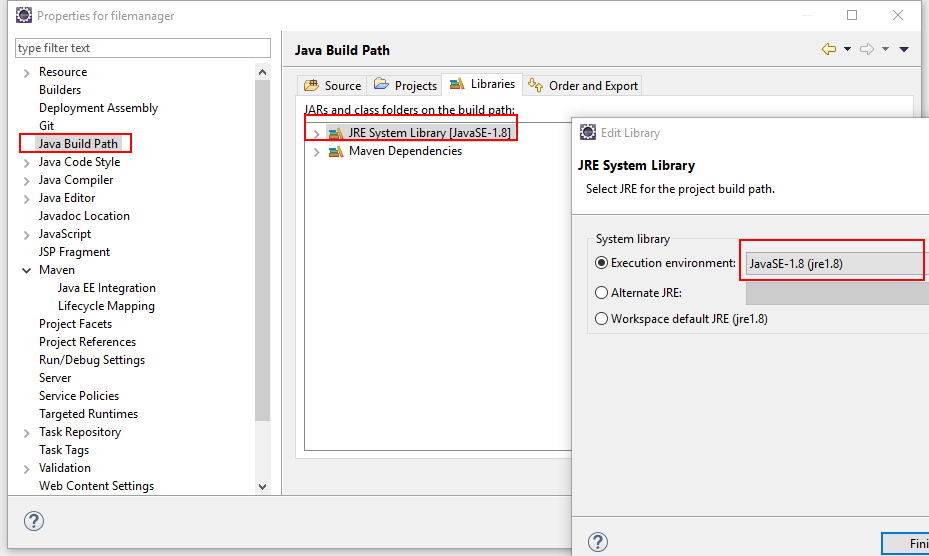 Properties for filemanager
type filter text
Resource
Builders
Deployment Assembly
Git
Java Build Path
Java Code Style
Java Compiler
Java Editor
Javadoc Location
JavaScript
JSP Fragment
Maven
Java EE Integration
Lifecycle Mapping
Project Facets
Project References
Run/Debug Settings
Server
Service Policies
Targeted Runtimes
Task Repository
Task Tags
Validation
Web Content Settings
Java Build Path
Source Projects Libraries Order and Export
JARs and class folders on the build path:
JRE System Library [JavaSE-1.8]
Maven Dependencies
Edit Library
JRE System Library
Select JRE for the project build path.
System library
Execution environment: JavaSE-1.8 (jre1.8)
Alternate JRE:
Workspace default JRE (jre1.8)
Fini